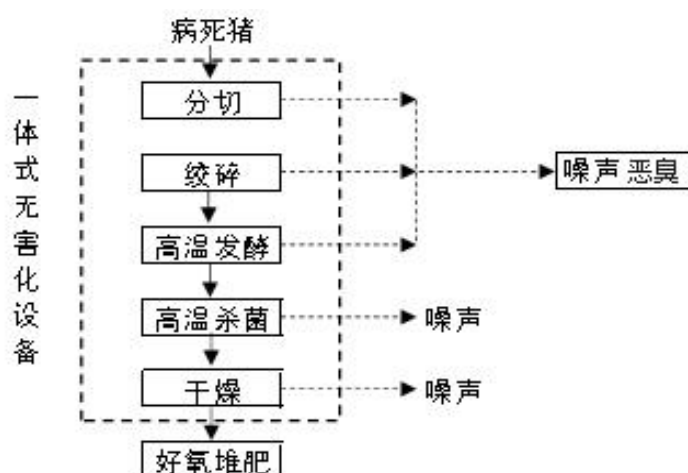 病死猪
一体式无害化设备
分切
绞碎
噪声 恶臭
高温发酵
高温杀菌
噪声
干燥
噪声
好氧堆肥